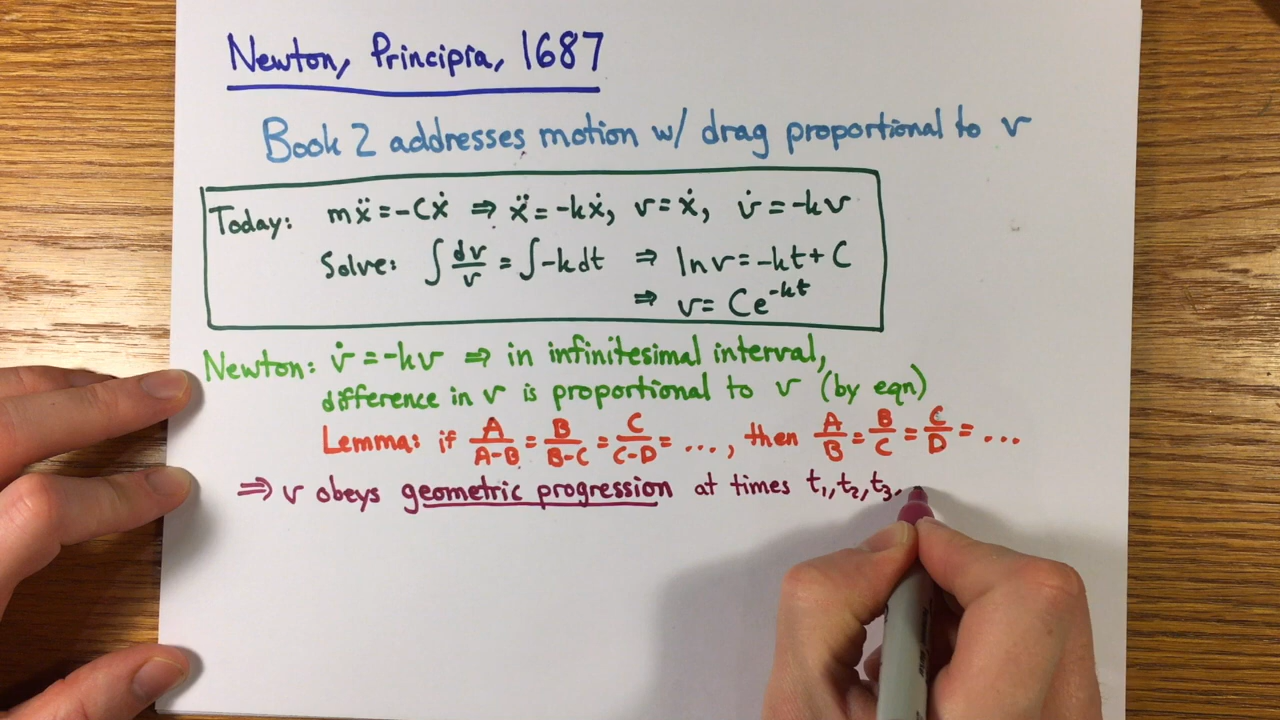 Newton, Principia, 1687
Book 2 addresses motion w/ drag proportional to v
Today: mẍ = -Cẋ ⇒ ẍ = -kẋ, v = ẋ, v̇ = -kv
Solve: ∫ dv/v = ∫ -k dt ⇒ ln v = -kt + C
⇒ v = Ce^{-kt}
Newton: v̇ = -kv ⇒ in infinitesimal interval,
difference in v is proportional to v (by eqn)
Lemma: if A/(A-B) = B/(B-C) = C/(C-D) = ..., then A/B = B/C = C/D = ...
⇒ v obeys geometric progression at times t₁, t₂, t₃, .